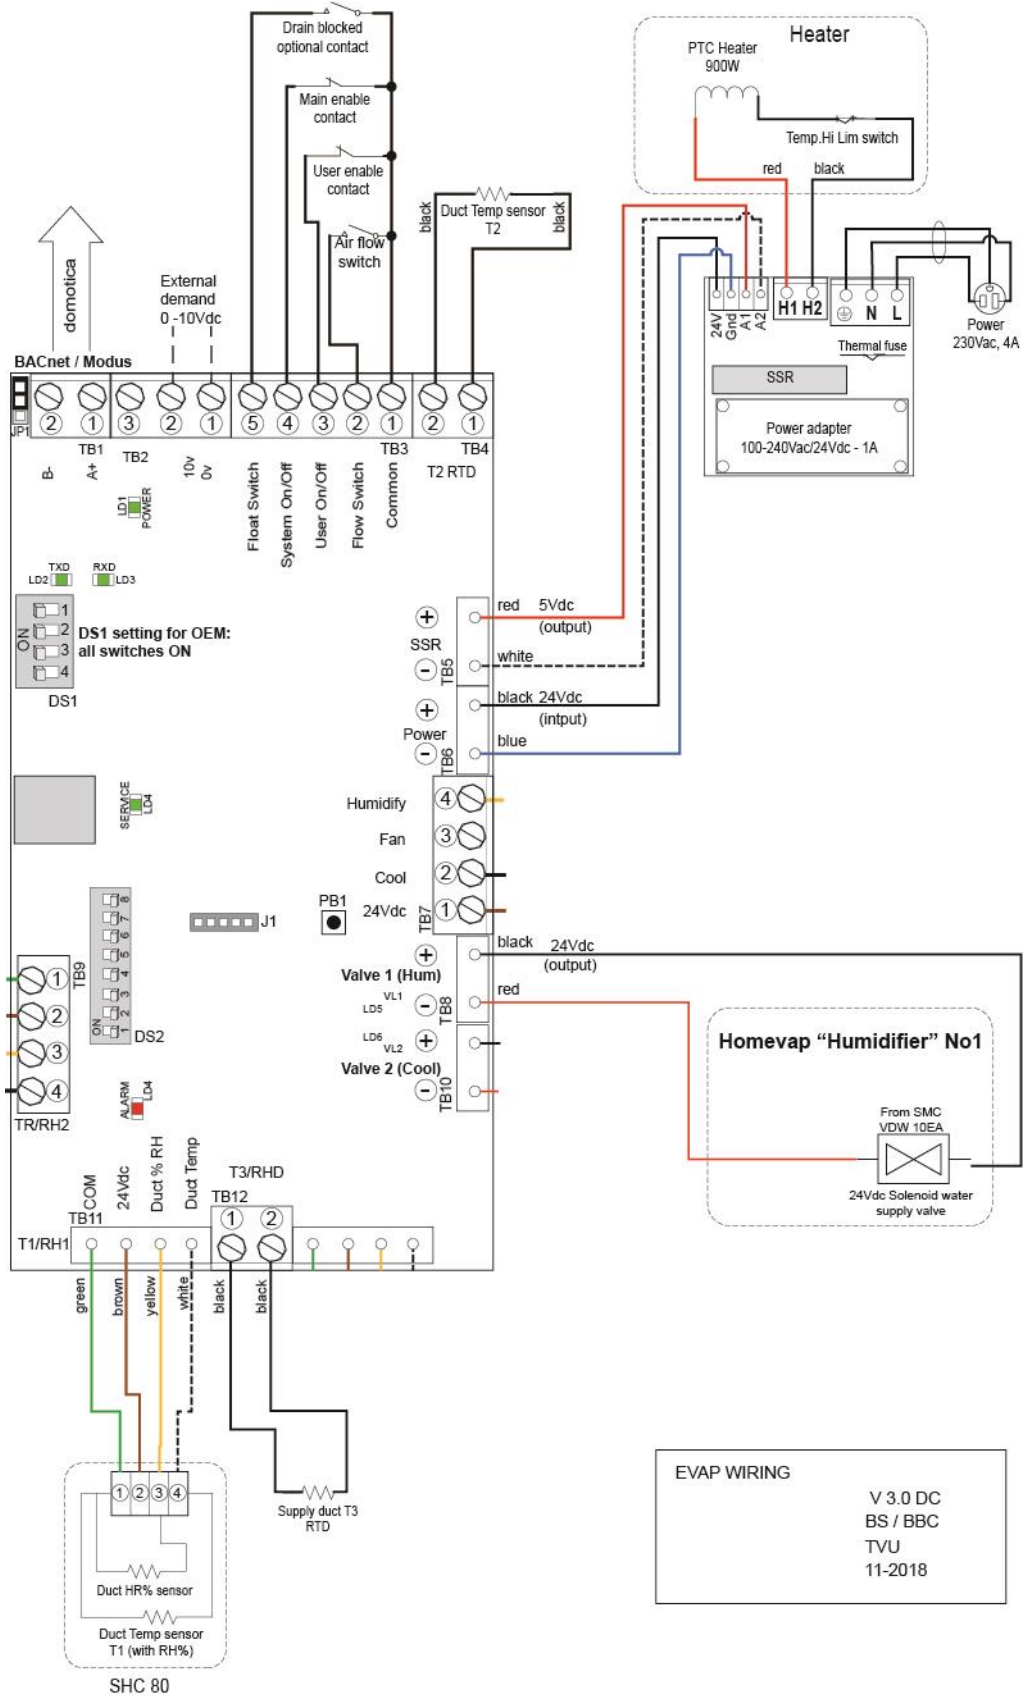 Drain blocked
optional contact
Main enable
contact
User enable
contact
Air flow
switch
black
Duct Temp sensor
T2
black
Heater
PTC Heater
900W
Temp.Hi Lim switch
red
black
24V
Gnd
A1
A2
H1 H2
N
L
Power
230Vac, 4A
Thermal fuse
SSR
Power adapter
100-240Vac/24Vdc - 1A
domotica
External
demand
0 -10Vdc
BACnet / Modus
JP1
2
1
3
2
1
5
4
3
2
1
2
1
TB1
TB2
TB3
TB4
B-
A+
10v
0v
Float Switch
System On/Off
User On/Off
Flow Switch
Common
T2 RTD
LD1
POWER
TXD
LD2
RXD
LD3
ON
1
2
3
4
DS1
DS1 setting for OEM:
all switches ON
+
SSR
-
TB5
red
5Vdc
(output)
white
+
Power
-
TB6
black 24Vdc
(intput)
blue
SERVICE
LD4
Humidify
4
Fan
3
Cool
2
24Vdc
1
TB7
PB1
J1
8
7
6
5
4
3
2
1
ON
DS2
TB9
1
2
3
4
TR/RH2
ALARM
LD4
+
Valve 1 (Hum)
VL1
LD5
-
TB8
black
24Vdc
(output)
red
LD6
VL2
+
Valve 2 (Cool)
-
TB10
Homevap “Humidifier” No1
From SMC
VDW 10EA
24Vdc Solenoid water
supply valve
COM
24Vdc
Duct % RH
Duct Temp
TB11
T1/RH1
T3/RHD
TB12
1
2
green
brown
yellow
white
black
black
1
2
3
4
Duct HR% sensor
Duct Temp sensor
T1 (with RH%)
SHC 80
Supply duct T3
RTD
EVAP WIRING
V 3.0 DC
BS / BBC
TVU
11-2018